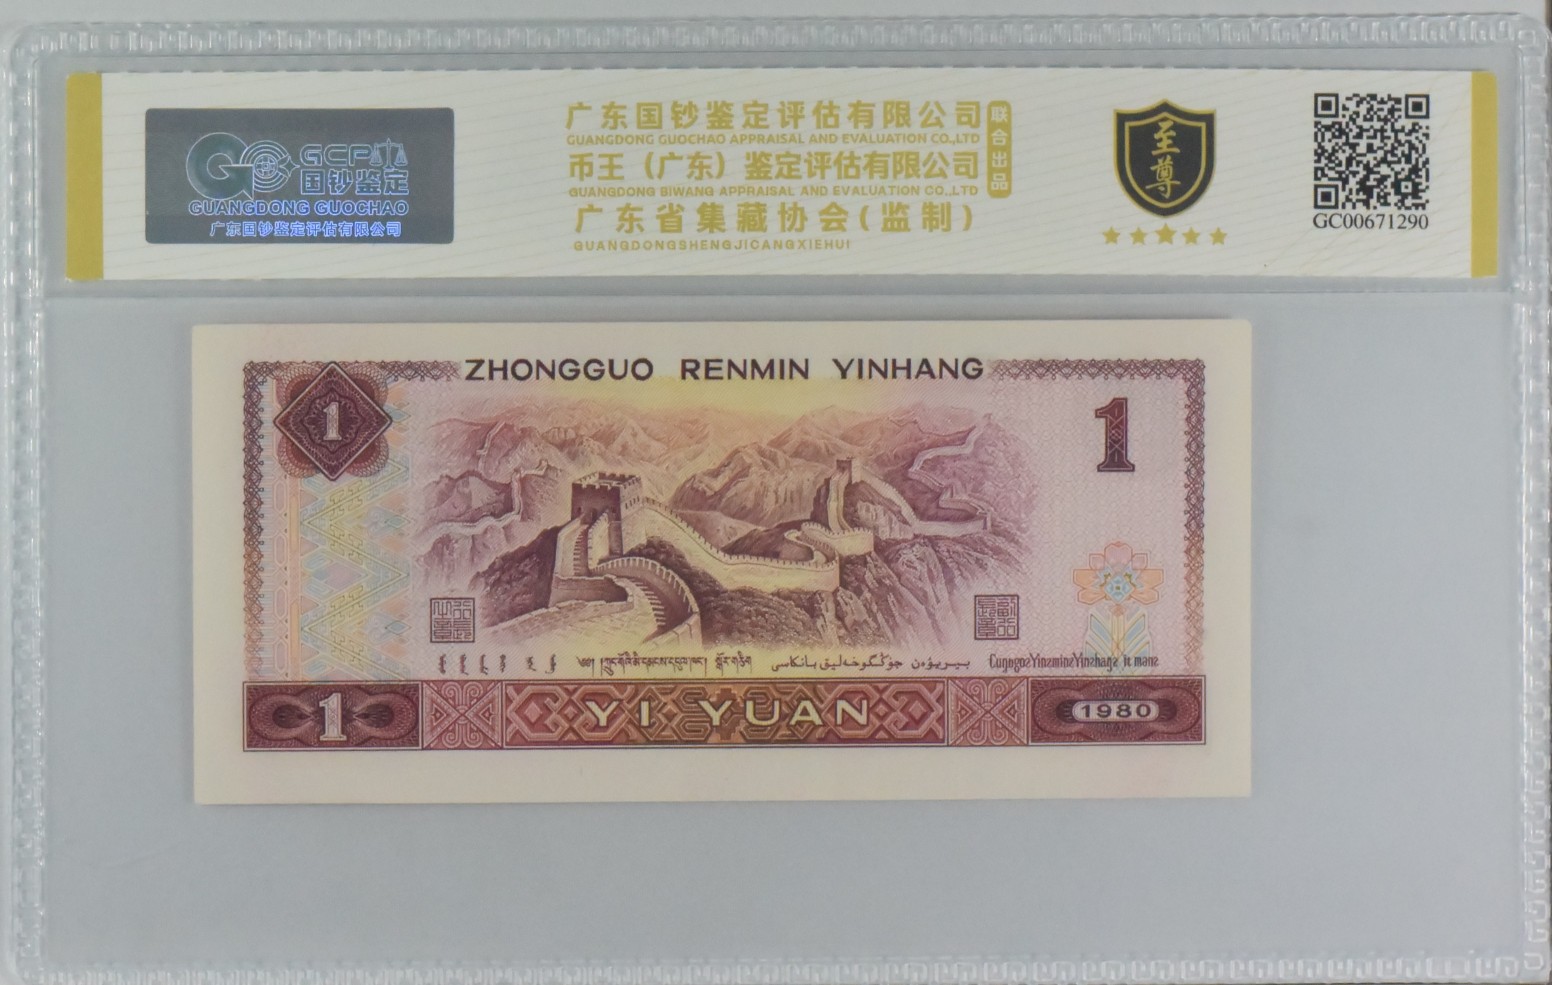 GCP
国钞鉴定
GUANGDONG GUOCHAO
广东国钞鉴定评估有限公司
广东国钞鉴定评估有限公司
GUANGDONG GUOCHAO APPRAISAL AND EVALUATION CO.,LTD
币王（广东）鉴定评估有限公司
GUANGDONG BIWANG APPRAISAL AND EVALUATION CO.,LTD
广东省集藏协会(监制)
GUANGDONGSHENGJICANGXIEHUI
联合出品
至尊
GC00671290
ZHONGGUO RENMIN YINHANG
1
1
1
YI YUAN
1980